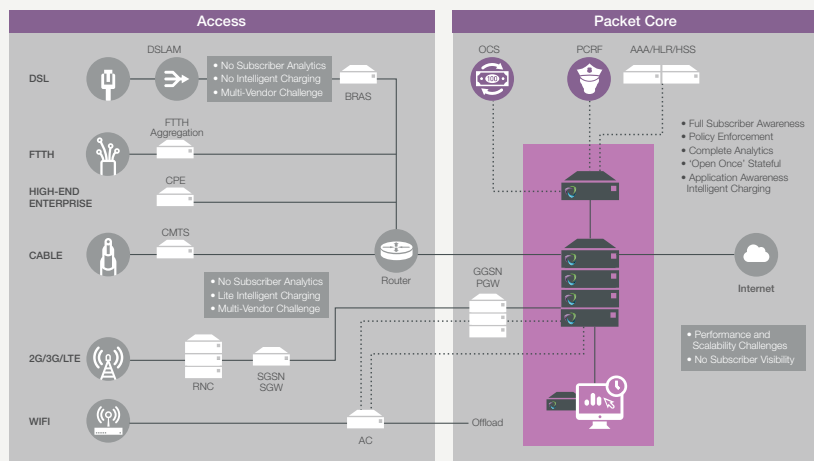 Access
Packet Core
DSLAM
DSL
• No Subscriber Analytics
• No Intelligent Charging
• Multi-Vendor Challenge
BRAS
OCS
100
PCRF
AAA/HLR/HSS
FTTH
Aggregation
FTTH
• Full Subscriber Awareness
• Policy Enforcement
• Complete Analytics
• ‘Open Once’ Stateful
• Application Awareness
Intelligent Charging
HIGH-END
ENTERPRISE
CPE
CMTS
CABLE
Router
• No Subscriber Analytics
• Lite Intelligent Charging
• Multi-Vendor Challenge
GGSN
PGW
Internet
2G/3G/LTE
RNC
SGSN
SGW
• Performance and
Scalability Challenges
• No Subscriber Visibility
WIFI
AC
Offload